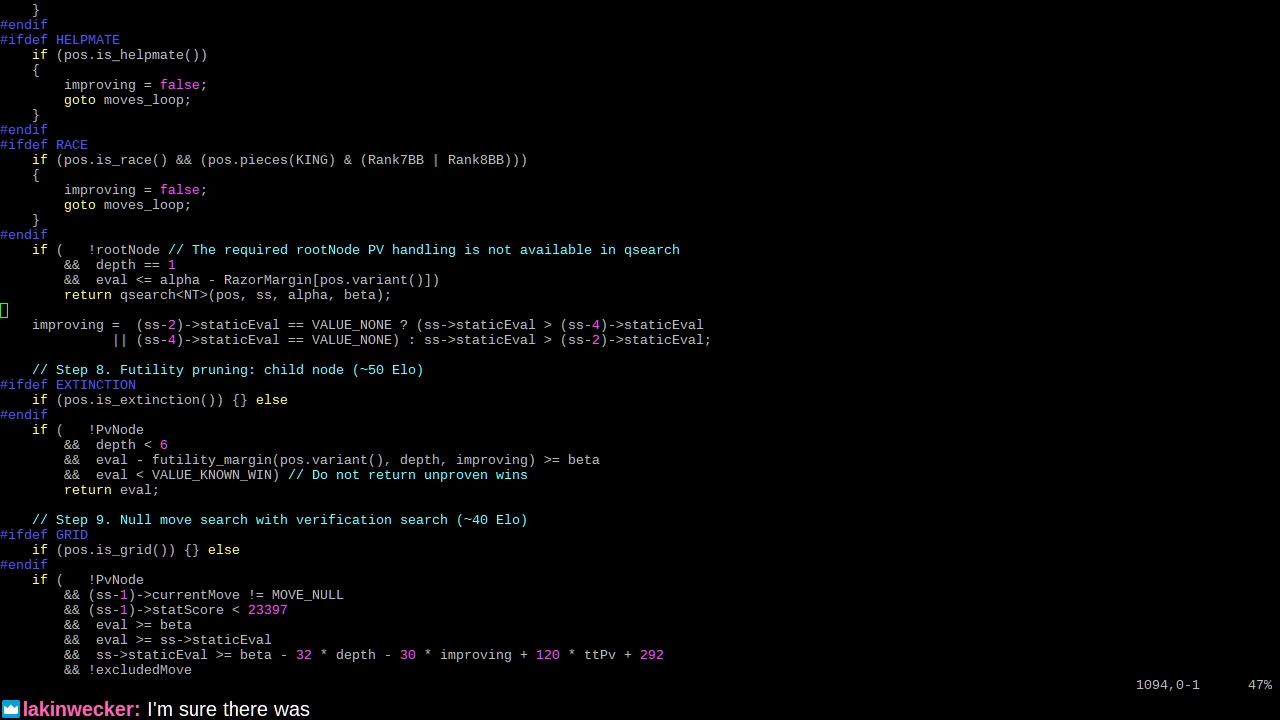 }
#endif
#ifdef HELPMATE
    if (pos.is_helpmate())
    {
        improving = false;
        goto moves_loop;
    }
#endif
#ifdef RACE
    if (pos.is_race() && (pos.pieces(KING) & (Rank7BB | Rank8BB)))
    {
        improving = false;
        goto moves_loop;
    }
#endif
    if (   !rootNode // The required rootNode PV handling is not available in qsearch
        &&  depth == 1
        &&  eval <= alpha - RazorMargin[pos.variant()])
        return qsearch<NT>(pos, ss, alpha, beta);

    improving =  (ss-2)->staticEval == VALUE_NONE ? (ss->staticEval > (ss-4)->staticEval
              || (ss-4)->staticEval == VALUE_NONE) : ss->staticEval > (ss-2)->staticEval;

    // Step 8. Futility pruning: child node (~50 Elo)
#ifdef EXTINCTION
    if (pos.is_extinction()) {} else
#endif
    if (   !PvNode
        &&  depth < 6
        &&  eval - futility_margin(pos.variant(), depth, improving) >= beta
        &&  eval < VALUE_KNOWN_WIN) // Do not return unproven wins
        return eval;

    // Step 9. Null move search with verification search (~40 Elo)
#ifdef GRID
    if (pos.is_grid()) {} else
#endif
    if (   !PvNode
        && (ss-1)->currentMove != MOVE_NULL
        && (ss-1)->statScore < 23397
        &&  eval >= beta
        &&  eval >= ss->staticEval
        &&  ss->staticEval >= beta - 32 * depth - 30 * improving + 120 * ttPv + 292
        && !excludedMove
1094,0-1      47%
lakinwecker: I'm sure there was